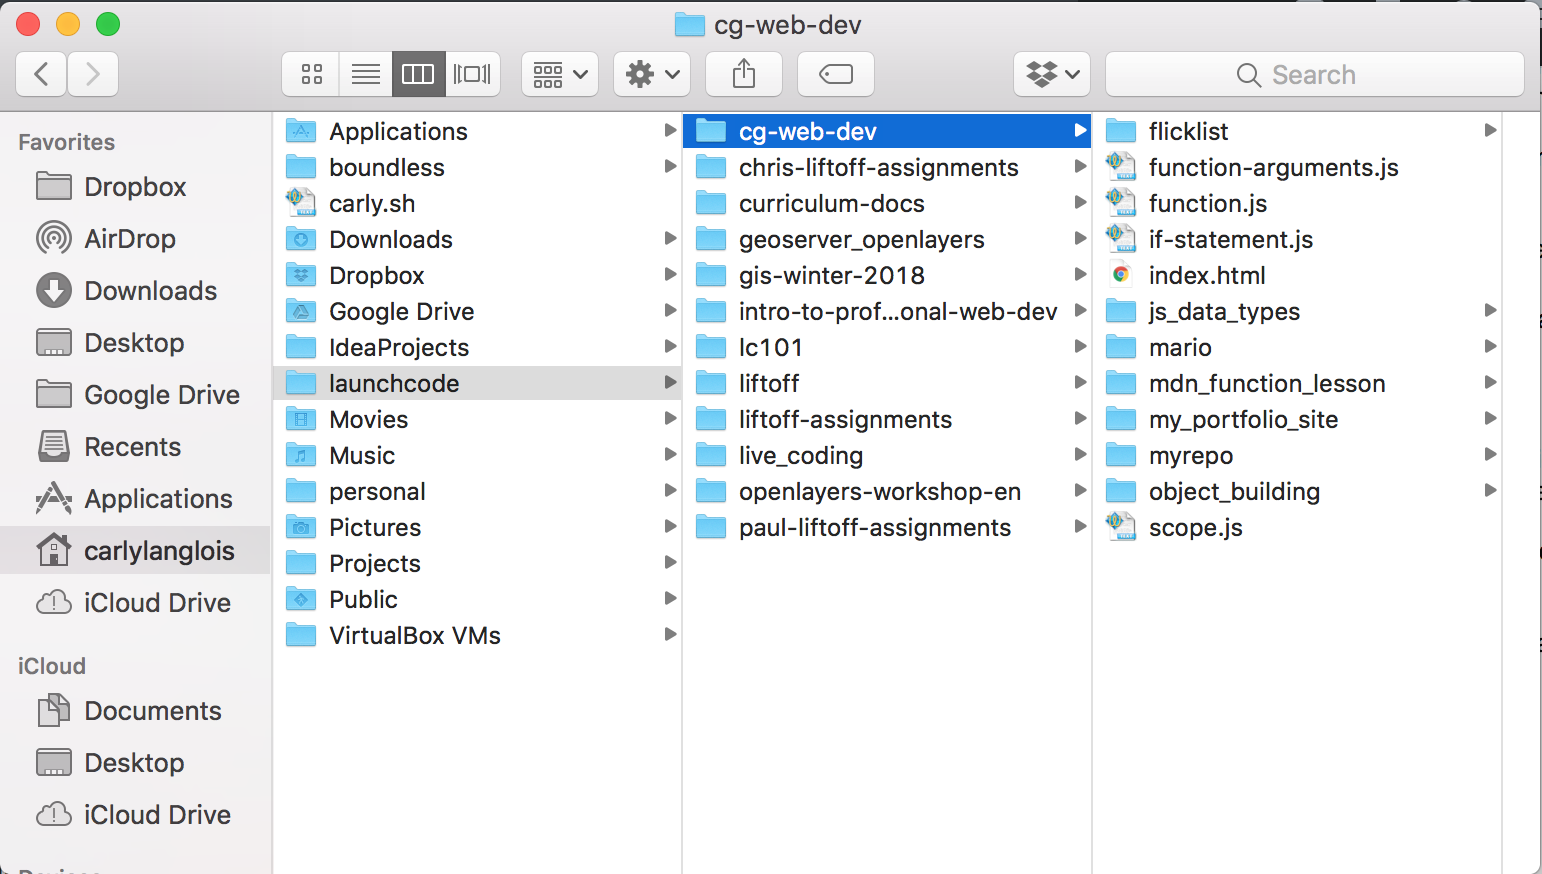 cg-web-dev
Search
Favorites
Dropbox
AirDrop
Downloads
Desktop
Google Drive
Recents
Applications
carlylanglois
iCloud Drive
iCloud
Documents
Desktop
iCloud Drive
Applications
boundless
carly.sh
Downloads
Dropbox
Google Drive
IdeaProjects
launchcode
Movies
Music
personal
Pictures
Projects
Public
VirtualBox VMs
cg-web-dev
chris-liftoff-assignments
curriculum-docs
geoserver_openlayers
gis-winter-2018
intro-to-prof...onal-web-dev
lc101
liftoff
liftoff-assignments
live_coding
openlayers-workshop-en
paul-liftoff-assignments
flicklist
function-arguments.js
function.js
if-statement.js
index.html
js_data_types
mario
mdn_function_lesson
my_portfolio_site
myrepo
object_building
scope.js